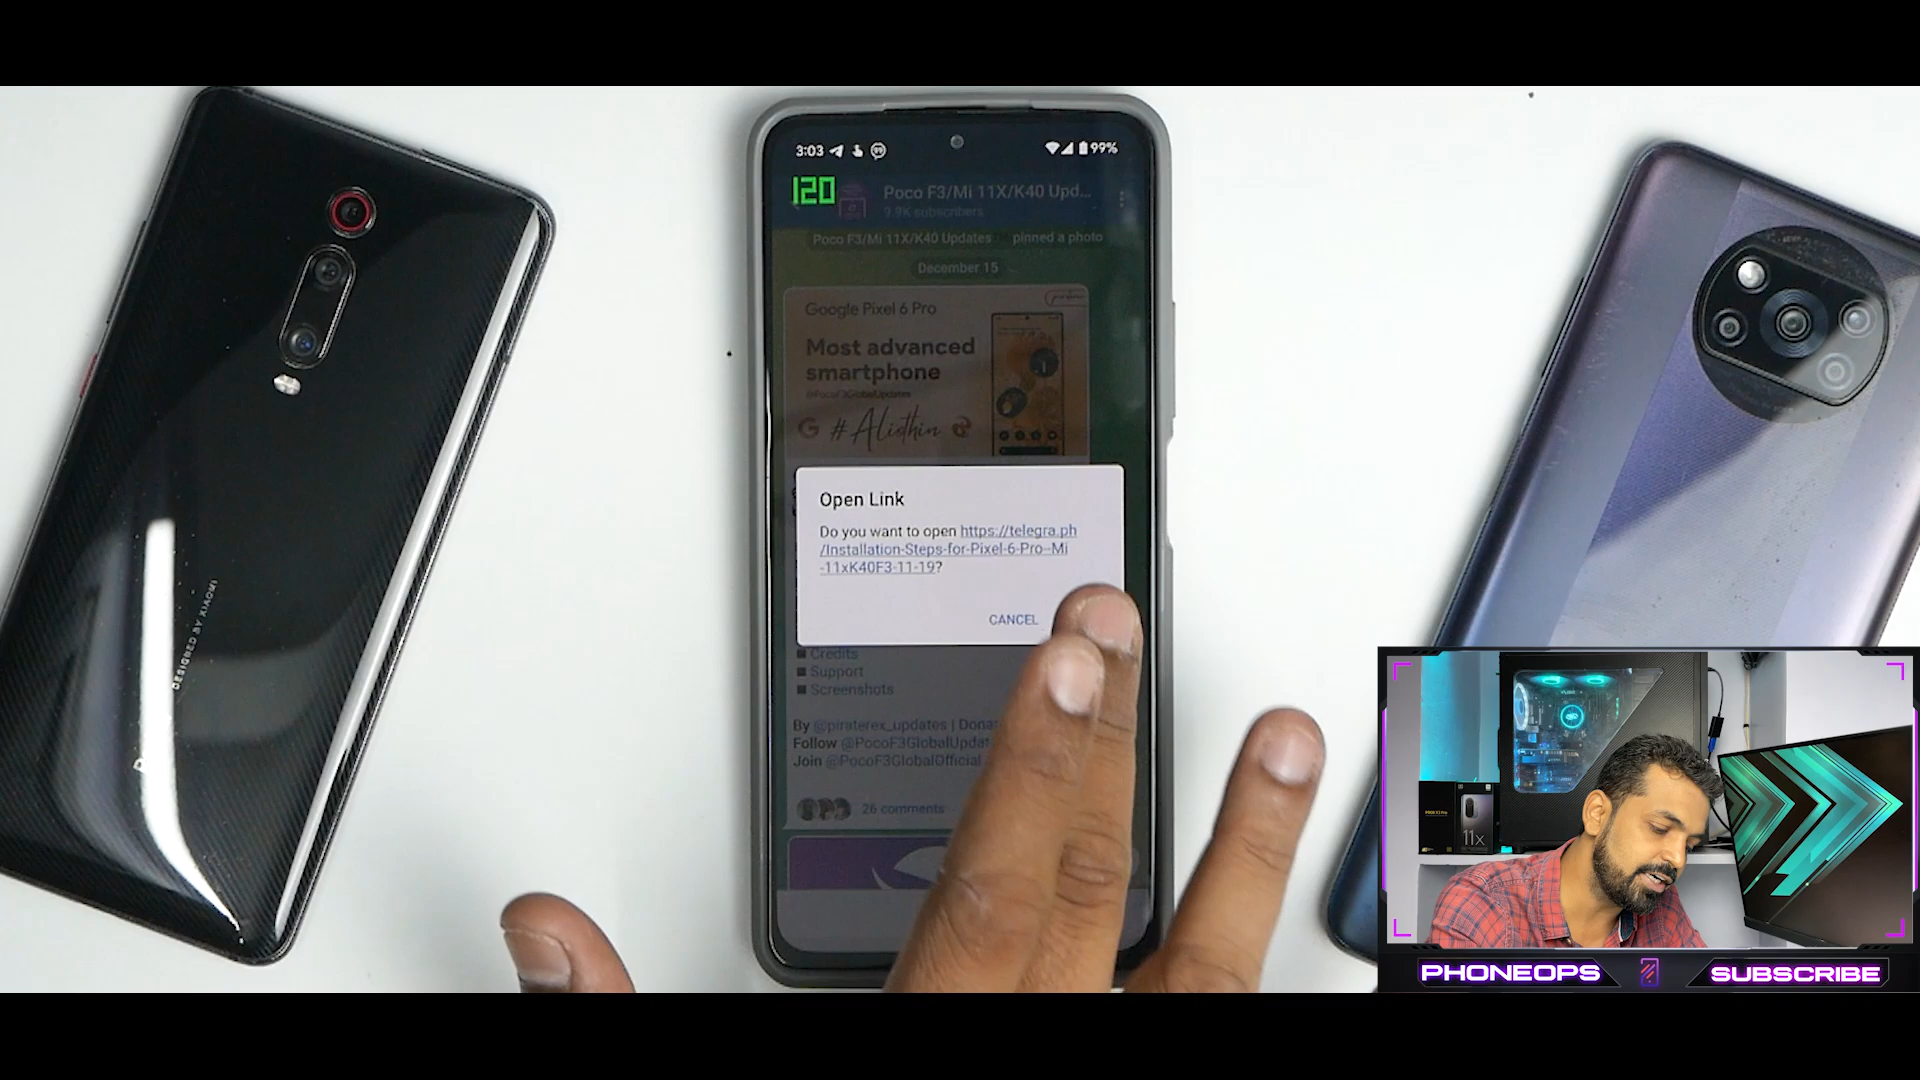 3:03
99%
120
Poco F3/Mi 11X/K40 Upd...
9.9K subscribers
Poco F3/Mi 11X/K40 Updates pinned a photo
December 15
Google Pixel 6 Pro
Most advanced
smartphone
@PocoF3GlobalUpdates
G #Aliothin
Open Link
Do you want to open https://telegra.ph
/Installation-Steps-for-Pixel-6-Pro--Mi
-11xK40F3-11-19?
CANCEL
Credits
Support
Screenshots
By @piraterex_updates | Dona
Follow @PocoF3GlobalUpdat
Join @PocoF3GlobalOfficial
26 comments
DESIGNED BY XIAOMI
11x
PHONEOPS
SUBSCRIBE